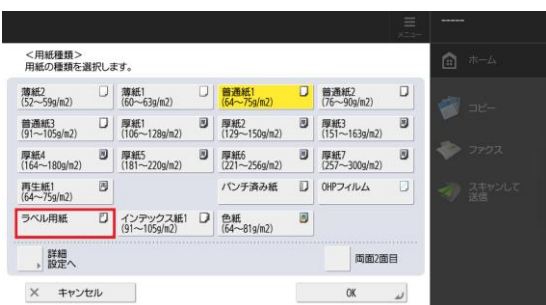 メニュー
-----
<用紙種類>
用紙の種類を選択します。
薄紙2
(52～59g/m2)
薄紙1
(60～63g/m2)
普通紙1
(64～75g/m2)
普通紙2
(76～90g/m2)
普通紙3
(91～105g/m2)
厚紙1
(106～128g/m2)
厚紙2
(129～150g/m2)
厚紙3
(151～163g/m2)
厚紙4
(164～180g/m2)
厚紙5
(181～220g/m2)
厚紙6
(221～256g/m2)
厚紙7
(257～300g/m2)
再生紙1
(64～75g/m2)
パンチ済み紙
OHPフィルム
ラベル用紙
インデックス紙1
(91～105g/m2)
色紙
(64～81g/m2)
詳細
設定へ
両面2面目
× キャンセル
OK
ホーム
コピー
ファクス
スキャンして
送信